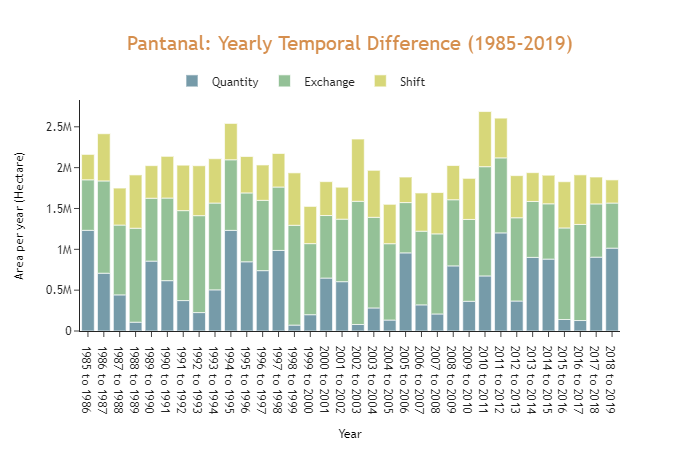 Pantanal: Yearly Temporal Difference (1985-2019)
Quantity Exchange Shift
Area per year (Hectare)
2.5M
2M
1.5M
1M
0.5M
0
1985 to 1986
1986 to 1987
1987 to 1988
1988 to 1989
1989 to 1990
1990 to 1991
1991 to 1992
1992 to 1993
1993 to 1994
1994 to 1995
1995 to 1996
1996 to 1997
1997 to 1998
1998 to 1999
1999 to 2000
2000 to 2001
2001 to 2002
2002 to 2003
2003 to 2004
2004 to 2005
2005 to 2006
2006 to 2007
2007 to 2008
2008 to 2009
2009 to 2010
2010 to 2011
2011 to 2012
2012 to 2013
2013 to 2014
2014 to 2015
2015 to 2016
2016 to 2017
2017 to 2018
2018 to 2019
Year